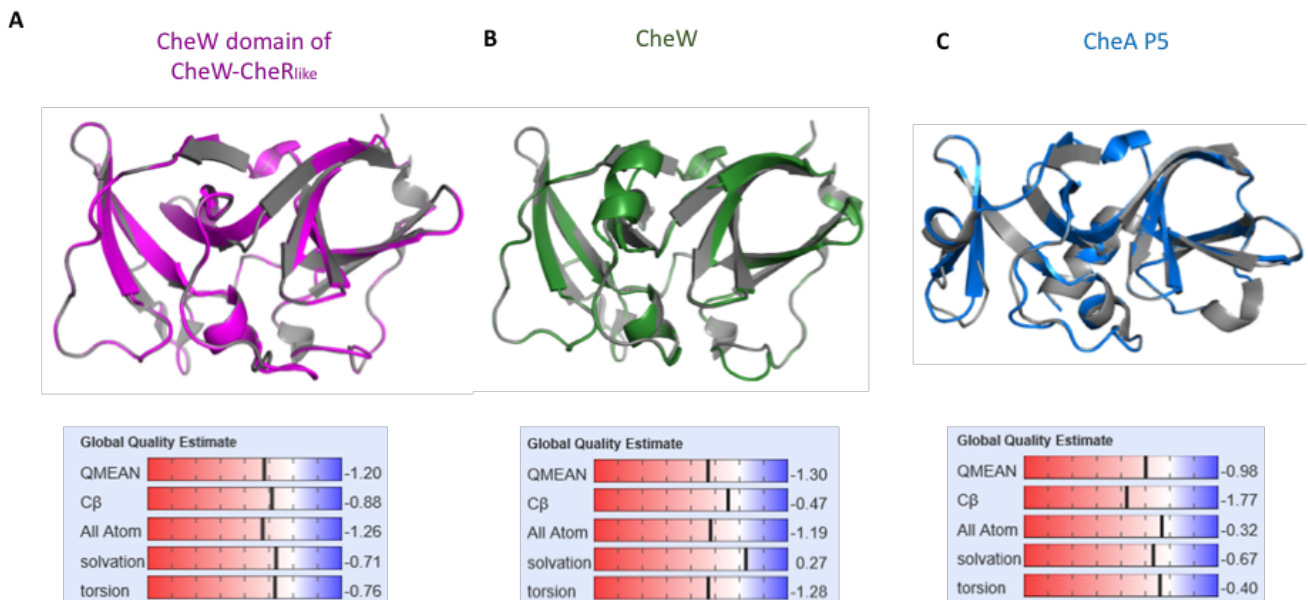 A
CheW domain of
CheW-CheRlike
B
CheW
C
CheA P5
Global Quality Estimate
QMEAN -1.20
Cβ -0.88
All Atom -1.26
solvation -0.71
torsion -0.76
Global Quality Estimate
QMEAN -1.30
Cβ -0.47
All Atom -1.19
solvation 0.27
torsion -1.28
Global Quality Estimate
QMEAN -0.98
Cβ -1.77
All Atom -0.32
solvation -0.67
torsion -0.40